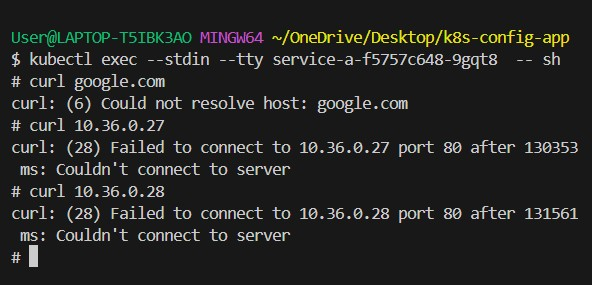 User@LAPTOP-T5IBK3AO MINGW64 ~/OneDrive/Desktop/k8s-config-app
$ kubectl exec --stdin --tty service-a-f5757c648-9gqt8  -- sh
# curl google.com
curl: (6) Could not resolve host: google.com
# curl 10.36.0.27
curl: (28) Failed to connect to 10.36.0.27 port 80 after 130353
 ms: Couldn't connect to server
# curl 10.36.0.28
curl: (28) Failed to connect to 10.36.0.28 port 80 after 131561
 ms: Couldn't connect to server
#